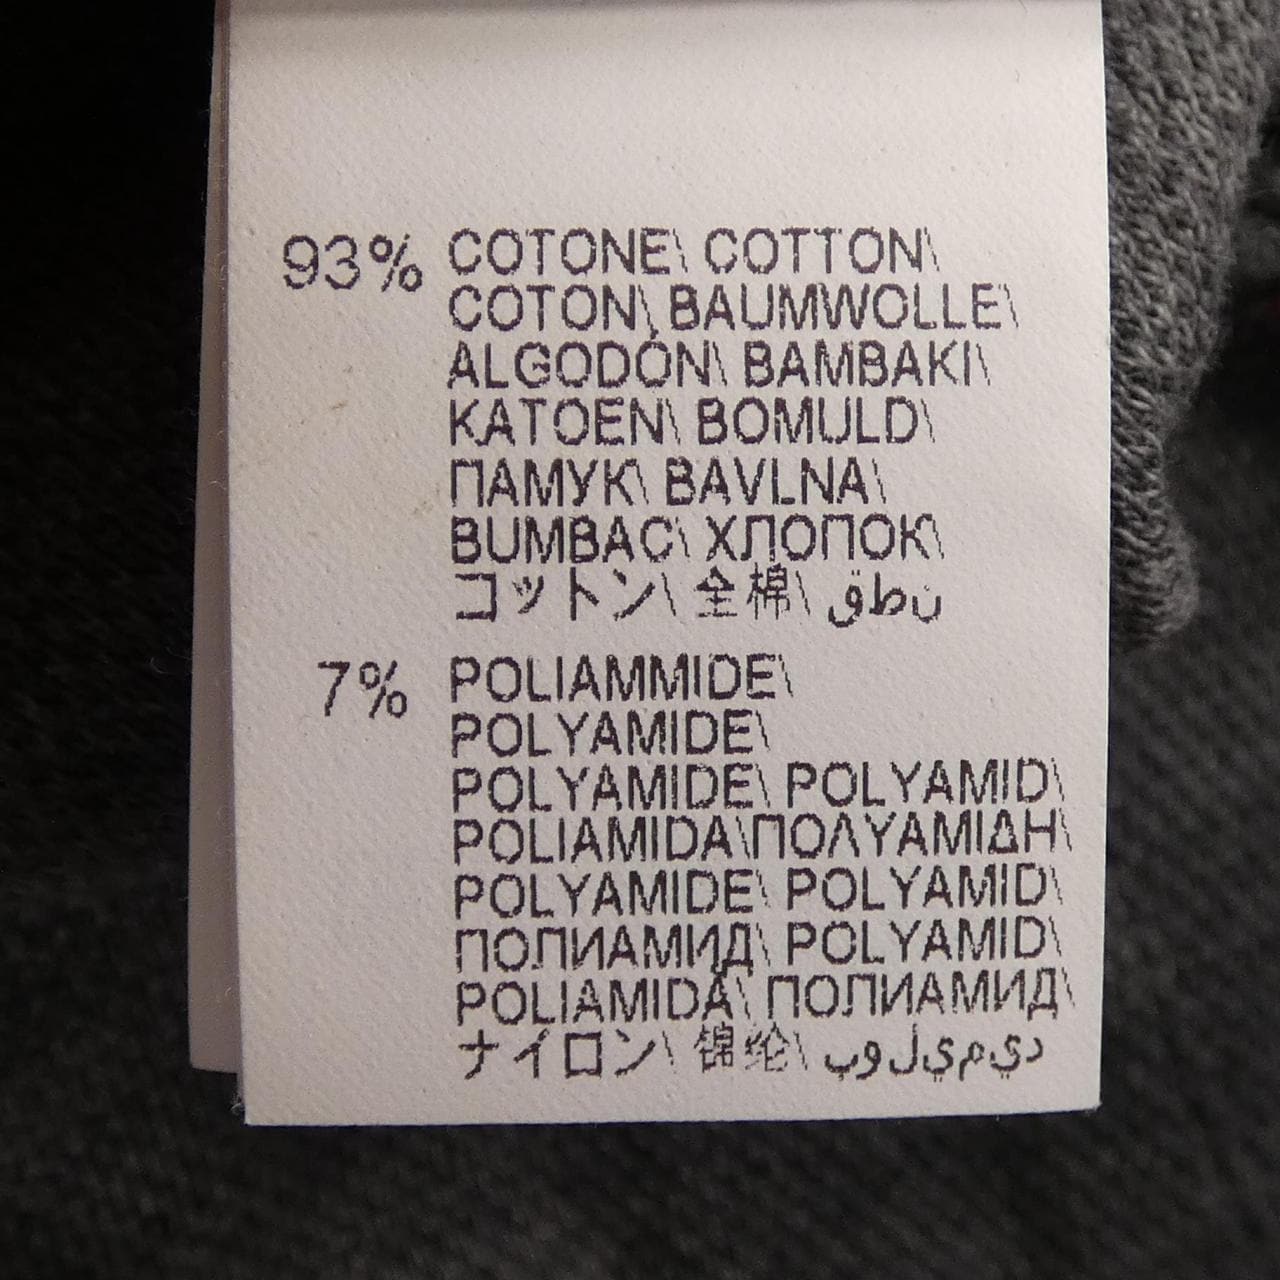 93% COTONE\ COTTON\
COTON\ BAUMWOLLE\
ALGODÓN\ BAMBAKI\
KATOEN\ BOMULD\
ПАМУК\ BAVLNA\
BUMBAC\ ХЛОПОК\
コットン\ 全棉\ قطن
7% POLIAMMIDE\
POLYAMIDE\
POLYAMIDE\ POLYAMID\
POLIAMIDA\ΠΟΛΥΑΜΙΔΗ\
POLYAMIDE\ POLYAMID\
ПОЛИАМИД\ POLYAMID\
POLIAMIDĂ\ ПОЛИАМИД\
ナイロン\ 锦纶\ بوليميد